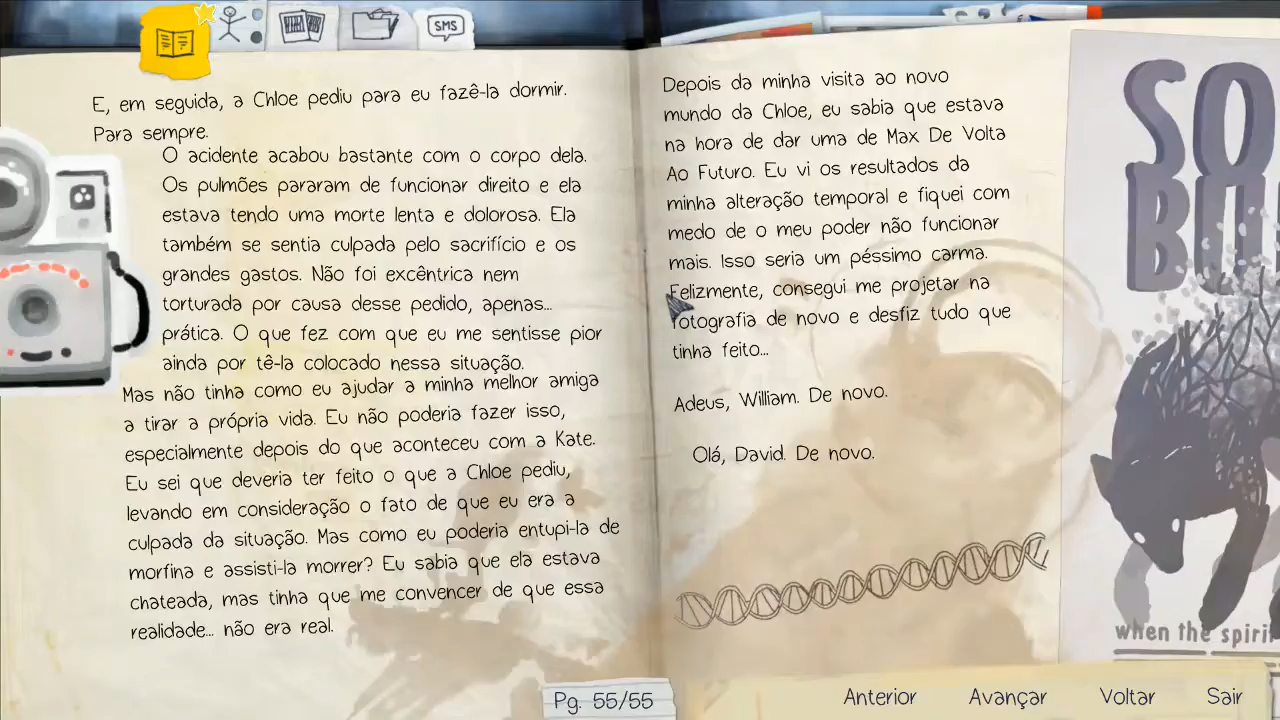 SMS
E, em seguida, a Chloe pediu para eu fazê-la dormir.
Para sempre.
O acidente acabou bastante com o corpo dela.
Os pulmões pararam de funcionar direito e ela
estava tendo uma morte lenta e dolorosa. Ela
também se sentia culpada pelo sacrifício e os
grandes gastos. Não foi excêntrica nem
torturada por causa desse pedido, apenas...
prática. O que fez com que eu me sentisse pior
ainda por tê-la colocado nessa situação.
Mas não tinha como eu ajudar a minha melhor amiga
a tirar a própria vida. Eu não poderia fazer isso,
especialmente depois do que aconteceu com a Kate.
Eu sei que deveria ter feito o que a Chloe pediu,
levando em consideração o fato de que eu era a
culpada da situação. Mas como eu poderia entupi-la de
morfina e assisti-la morrer? Eu sabia que ela estava
chateada, mas tinha que me convencer de que essa
realidade... não era real.
Depois da minha visita ao novo
mundo da Chloe, eu sabia que estava
na hora de dar uma de Max De Volta
Ao Futuro. Eu vi os resultados da
minha alteração temporal e fiquei com
medo de o meu poder não funcionar
mais. Isso seria um péssimo carma.
Felizmente, consegui me projetar na
fotografia de novo e desfiz tudo que
tinha feito...
Adeus, William. De novo.
Olá, David. De novo.
SO
when the spiri
Pg. 55/55
Anterior
Avançar
Voltar
Sair